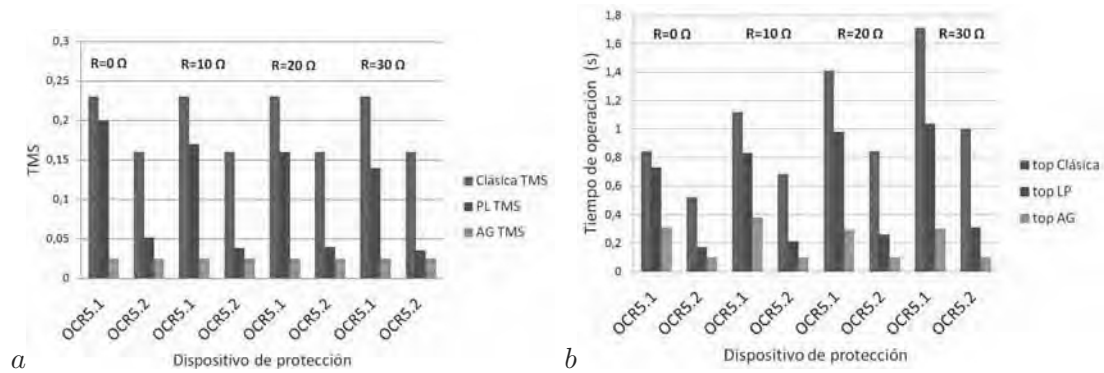 0,3
R=0 Ω R=10 Ω R=20 Ω R=30 Ω
0,25
0,2
0,15
0,1
0,05
0
TMS
Clásica TMS
PL TMS
AG TMS
OCR5.1 OCR5.2 OCR5.1 OCR5.2 OCR5.1 OCR5.2 OCR5.1 OCR5.2
Dispositivo de protección
a
1,8
R=0 Ω R=10 Ω R=20 Ω R=30 Ω
1,6
1,4
1,2
1
0,8
0,6
0,4
0,2
0
Tiempo de operación (s)
top Clásica
top LP
top AG
OCR5.1 OCR5.2 OCR5.1 OCR5.2 OCR5.1 OCR5.2 OCR5.1 OCR5.2
Dispositivo de protección
b